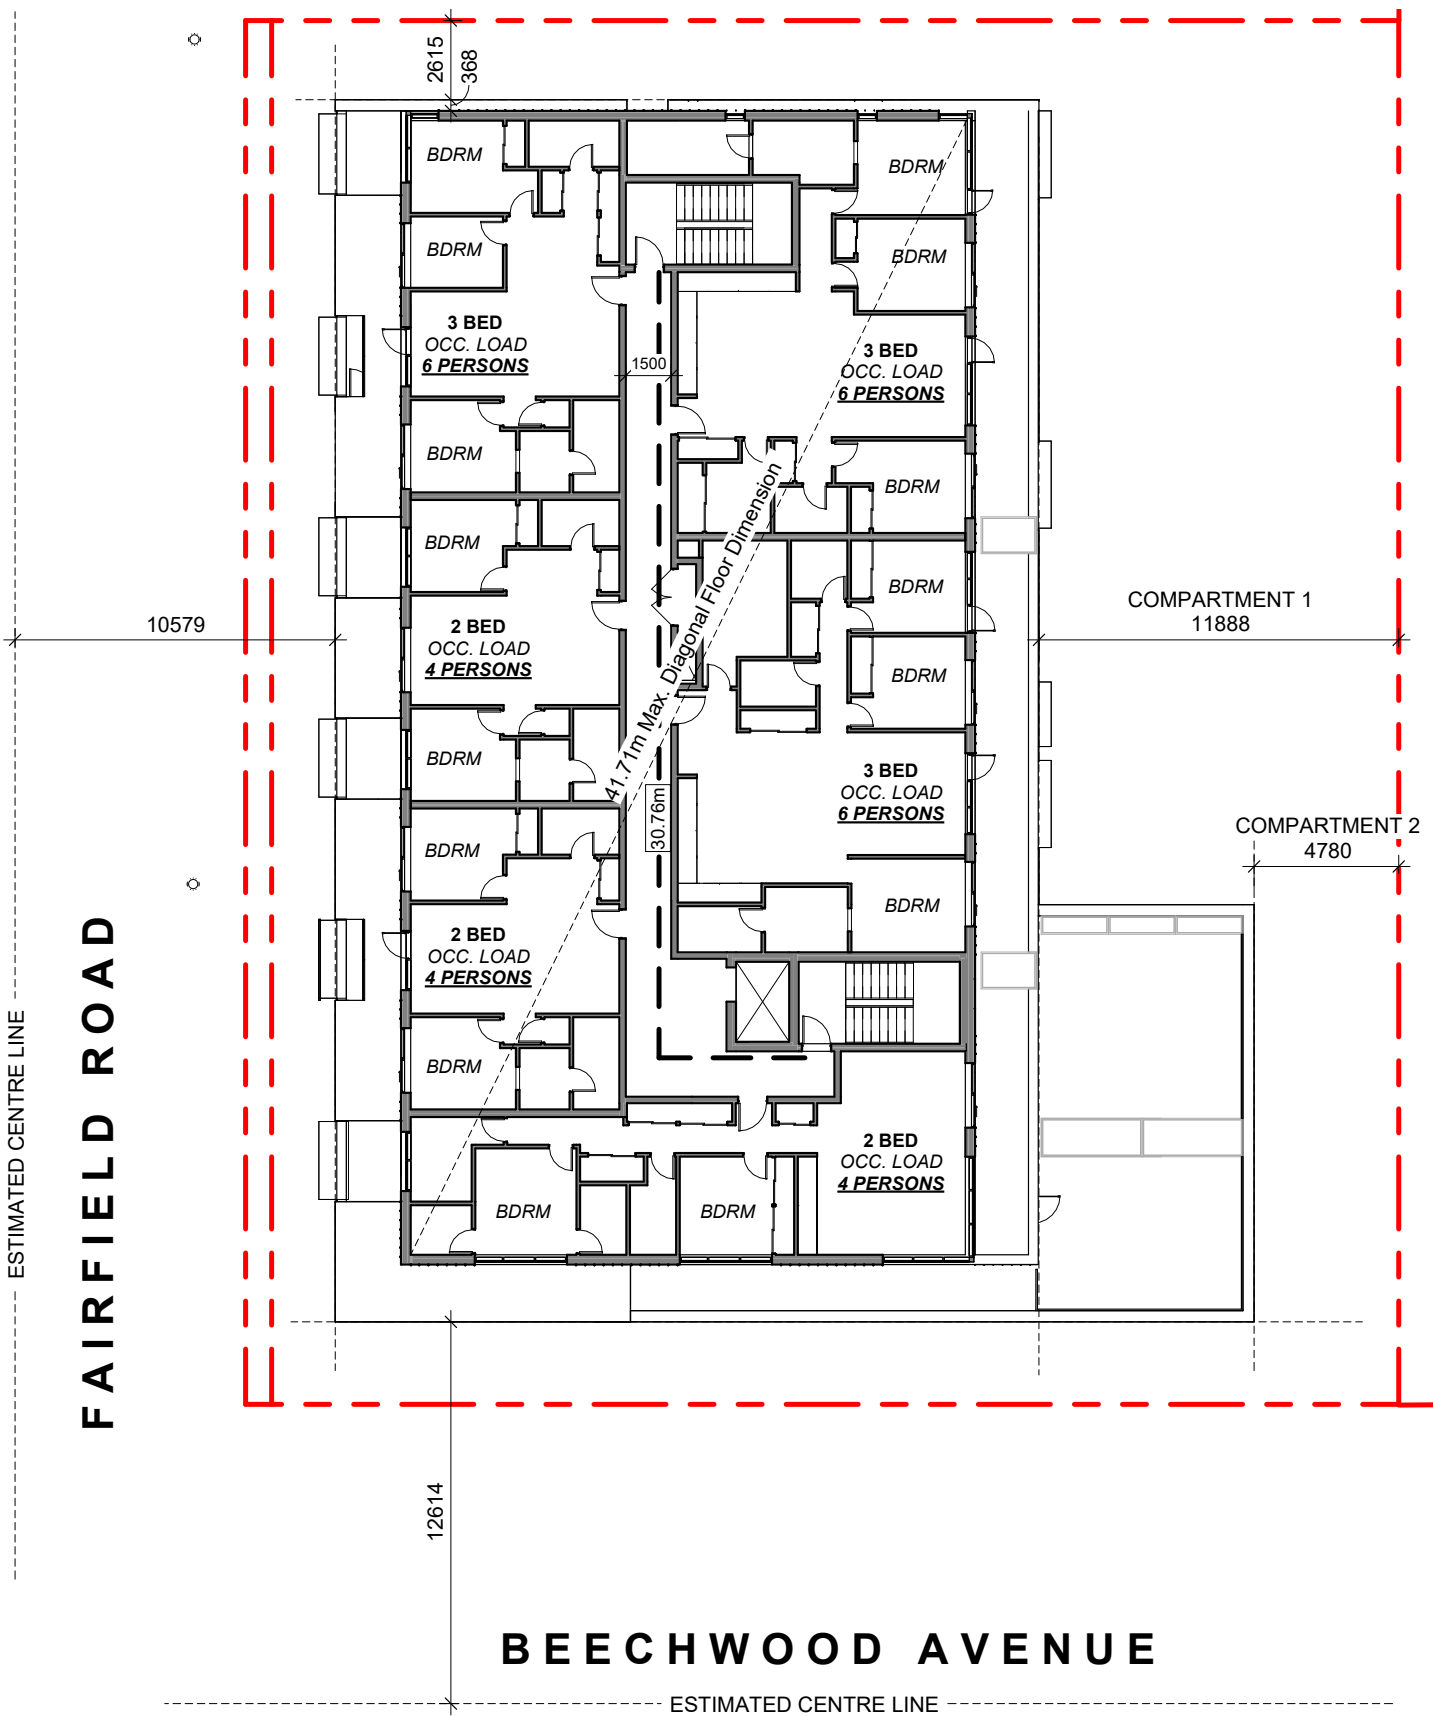 2615
368
BDRM
BDRM
BDRM
BDRM
3 BED
OCC. LOAD
6 PERSONS
1500
3 BED
OCC. LOAD
6 PERSONS
BDRM
BDRM
41.71m Max. Diagonal Floor Dimension
BDRM
BDRM
COMPARTMENT 1
11888
10579
2 BED
OCC. LOAD
4 PERSONS
BDRM
BDRM
3 BED
OCC. LOAD
6 PERSONS
30.76m
COMPARTMENT 2
4780
BDRM
BDRM
2 BED
OCC. LOAD
4 PERSONS
BDRM
2 BED
OCC. LOAD
4 PERSONS
BDRM
BDRM
FAIRFIELD ROAD
ESTIMATED CENTRE LINE
12614
BEECHWOOD AVENUE
ESTIMATED CENTRE LINE